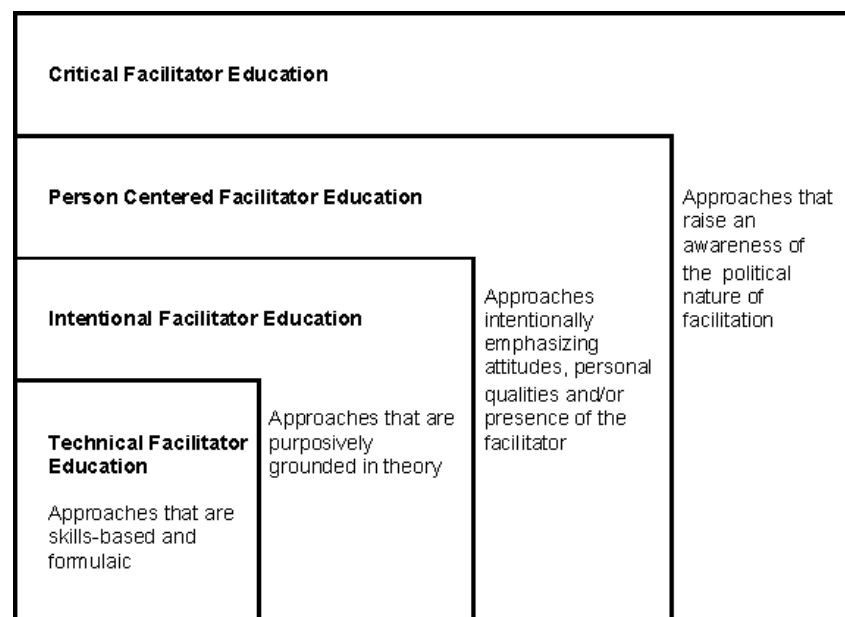 Critical Facilitator Education
Person Centered Facilitator Education
Approaches that
raise an
awareness of
the political
nature of
facilitation
Intentional Facilitator Education
Approaches
intentionally
emphasizing
attitudes, personal
qualities and/or
presence of the
facilitator
Technical Facilitator
Education
Approaches that are
skills-based and
formulaic
Approaches that are
purposively
grounded in theory